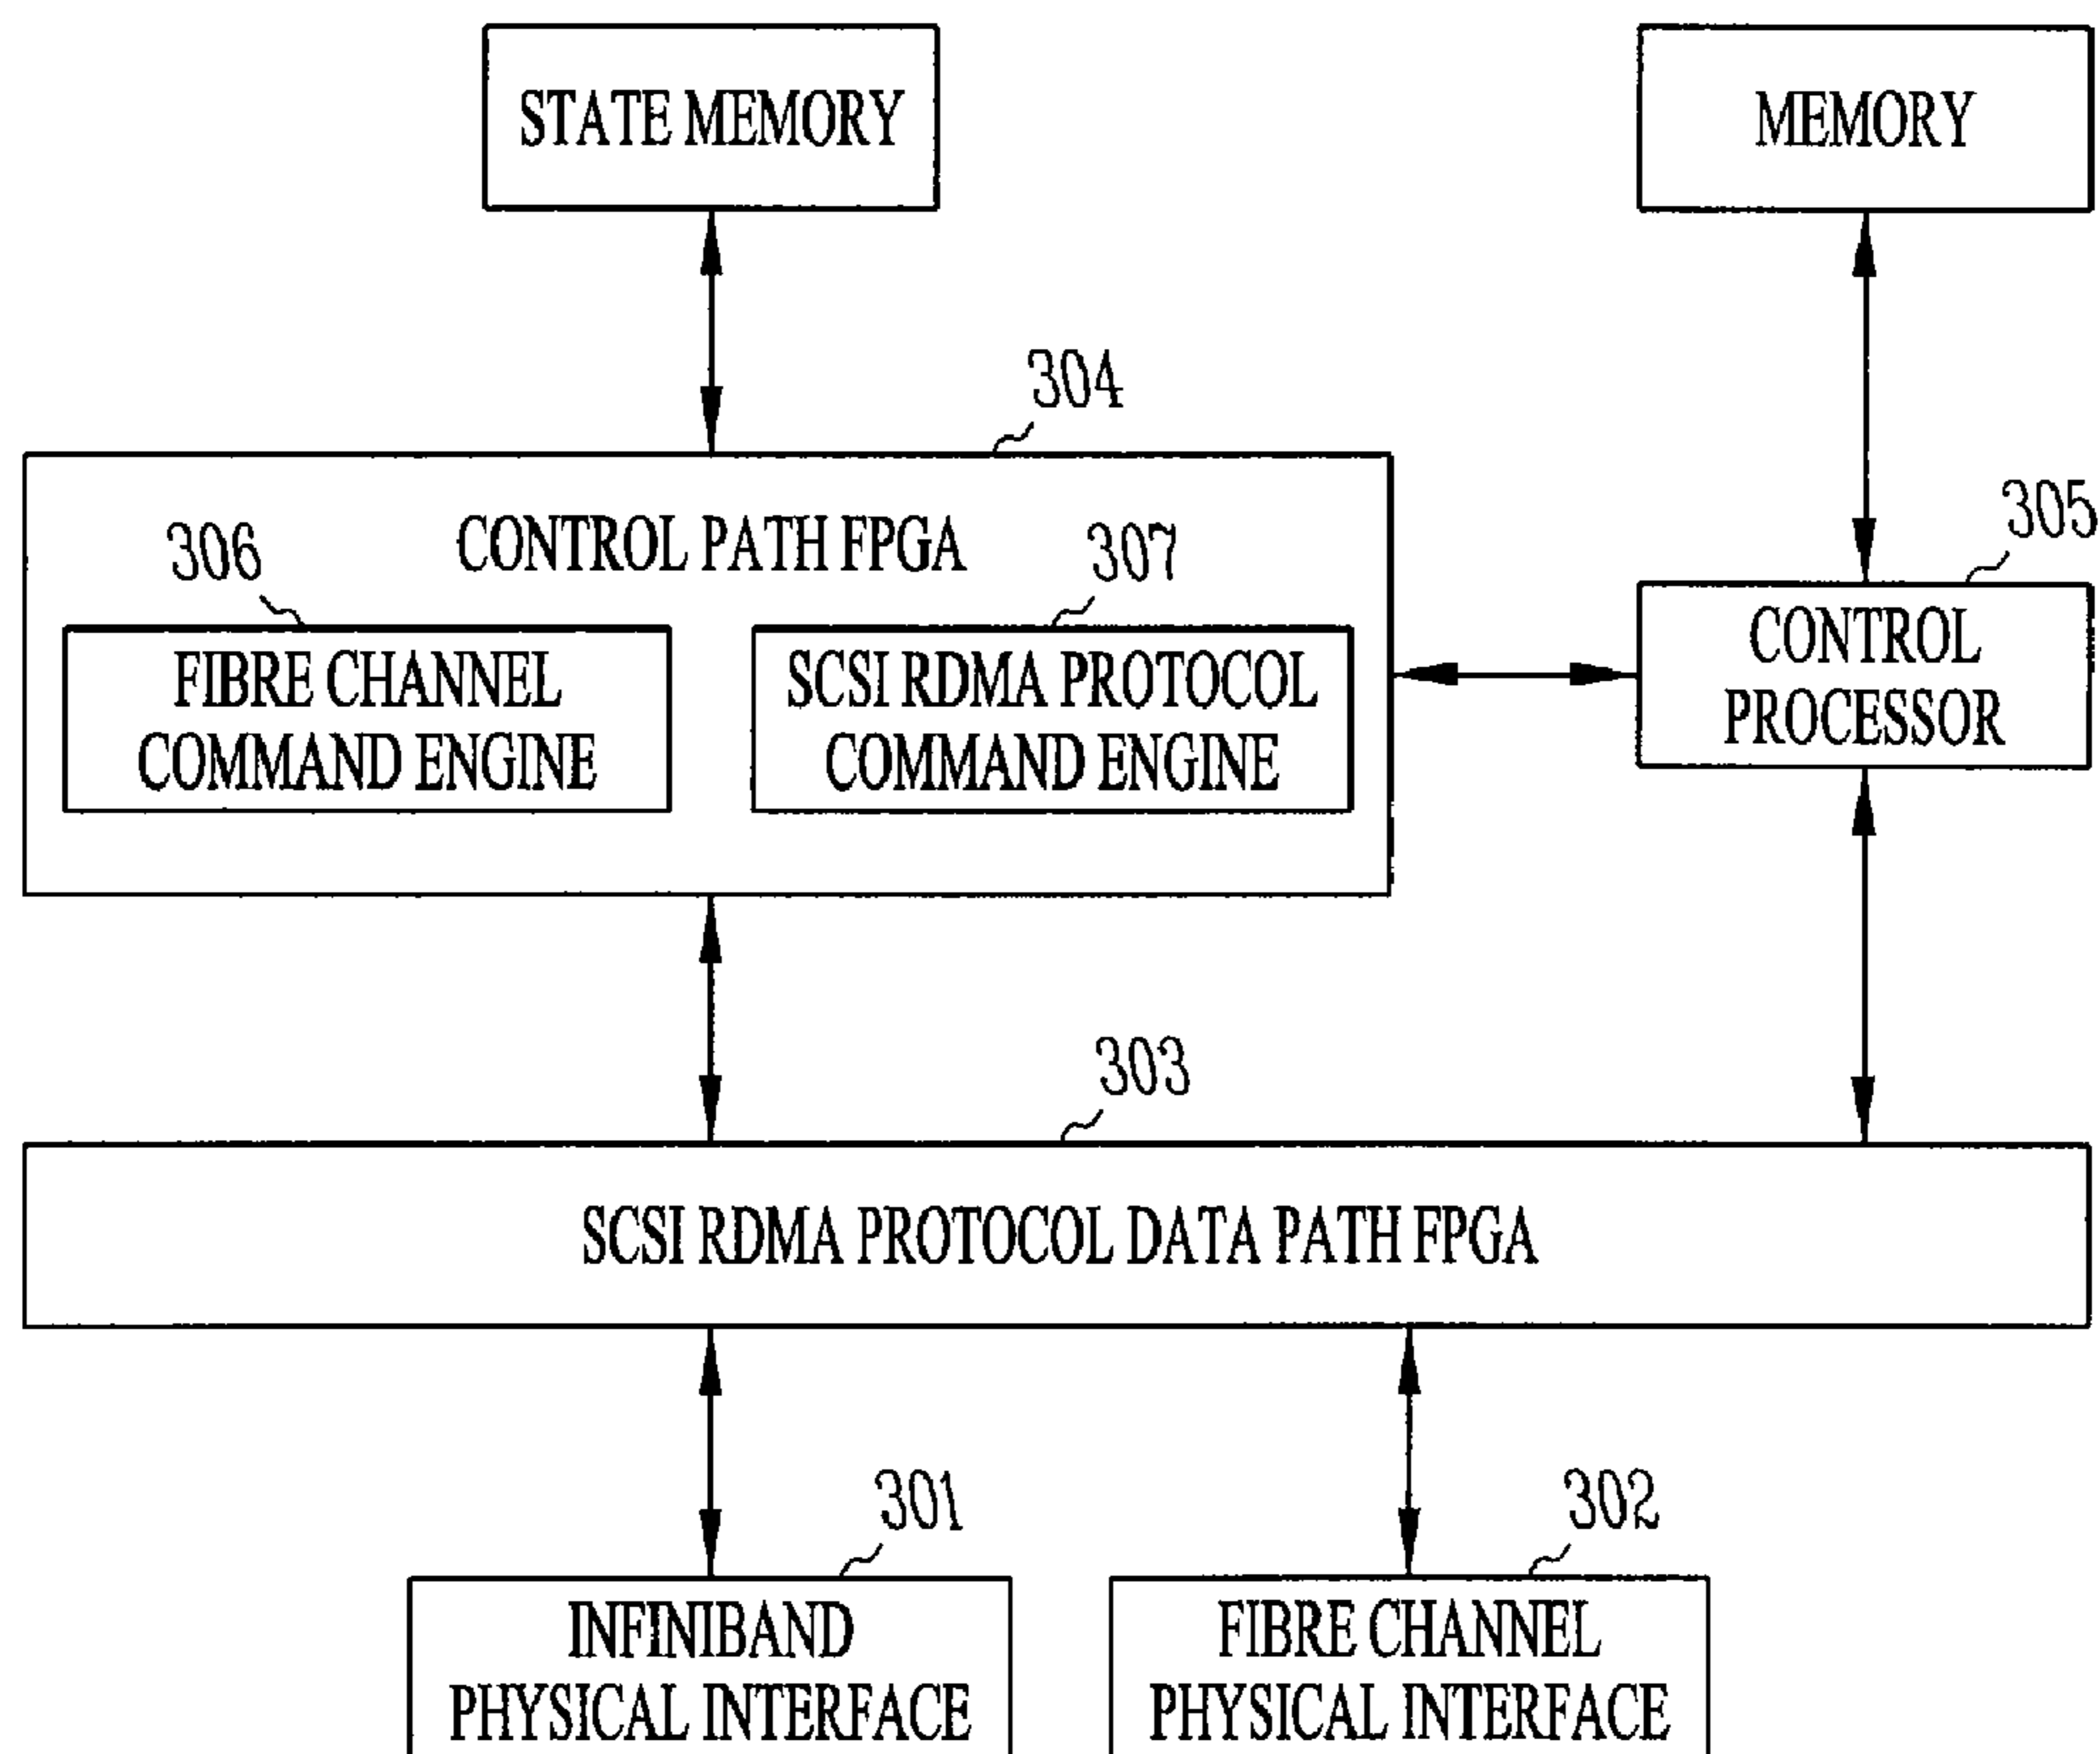 STATE MEMORY
MEMORY
304
CONTROL PATH FPGA
305
306
307
FIBRE CHANNEL
COMMAND ENGINE
SCSI RDMA PROTOCOL
COMMAND ENGINE
CONTROL
PROCESSOR
303
SCSI RDMA PROTOCOL DATA PATH FPGA
301
302
INFINIBAND
PHYSICAL INTERFACE
FIBRE CHANNEL
PHYSICAL INTERFACE